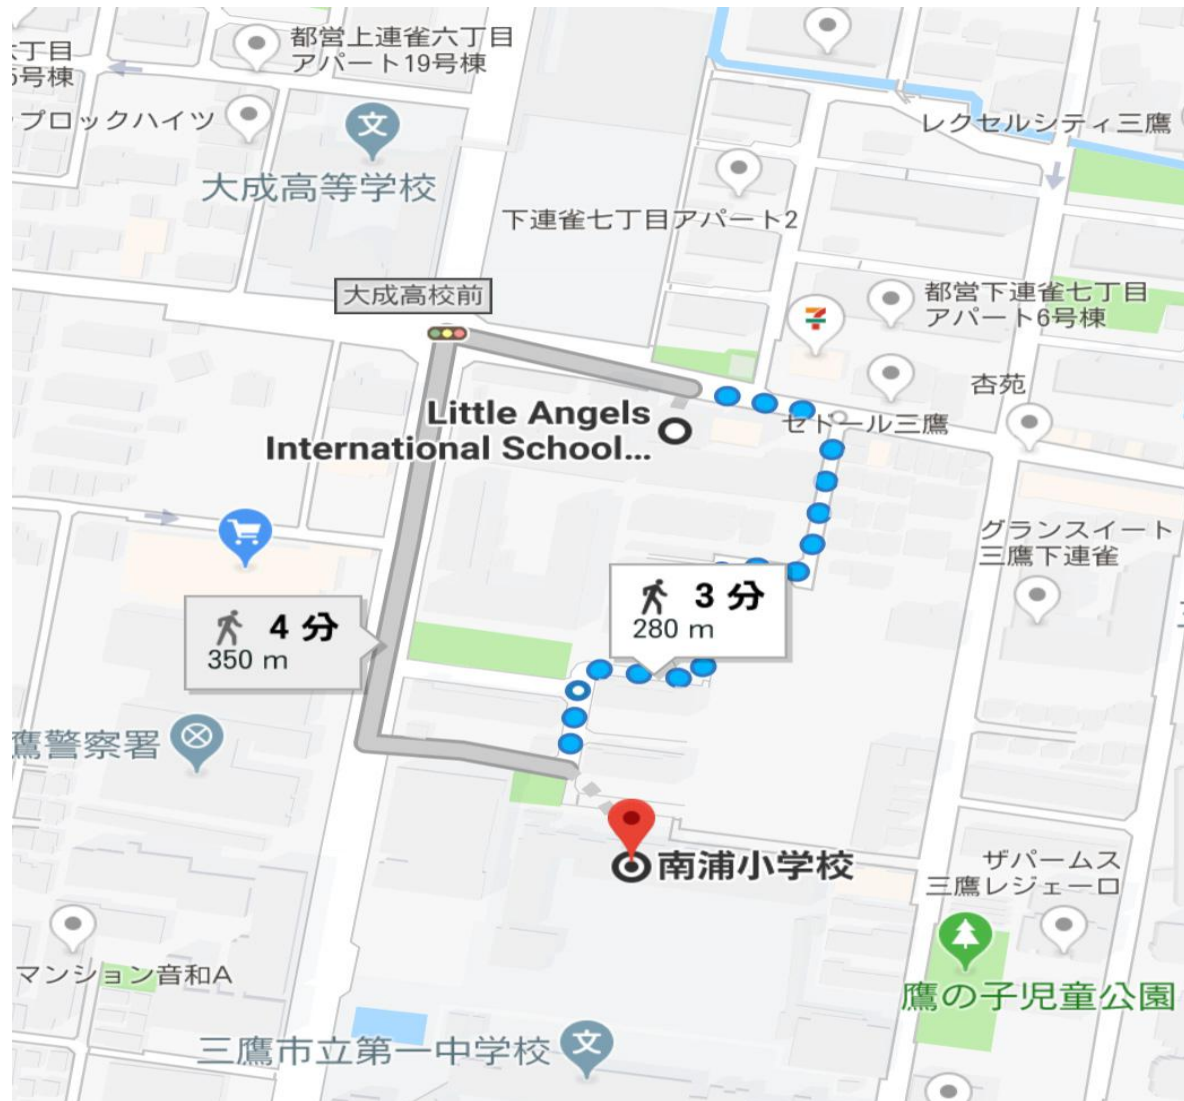 都営上連雀六丁目
アパート19号棟
丁目
号棟
ブロックハイツ
文
大成高等学校
レクセルシティ三鷹
下連雀七丁目アパート2
大成高校前
都営下連雀七丁目
アパート6号棟
7
杏苑
Little Angels
International School...
セドール三鷹
グランスイート
三鷹下連雀
3 分
280 m
4 分
350 m
鷹警察署
南浦小学校
ザパームス
三鷹レジェーロ
マンション音和A
鷹の子児童公園
三鷹市立第一中学校
文